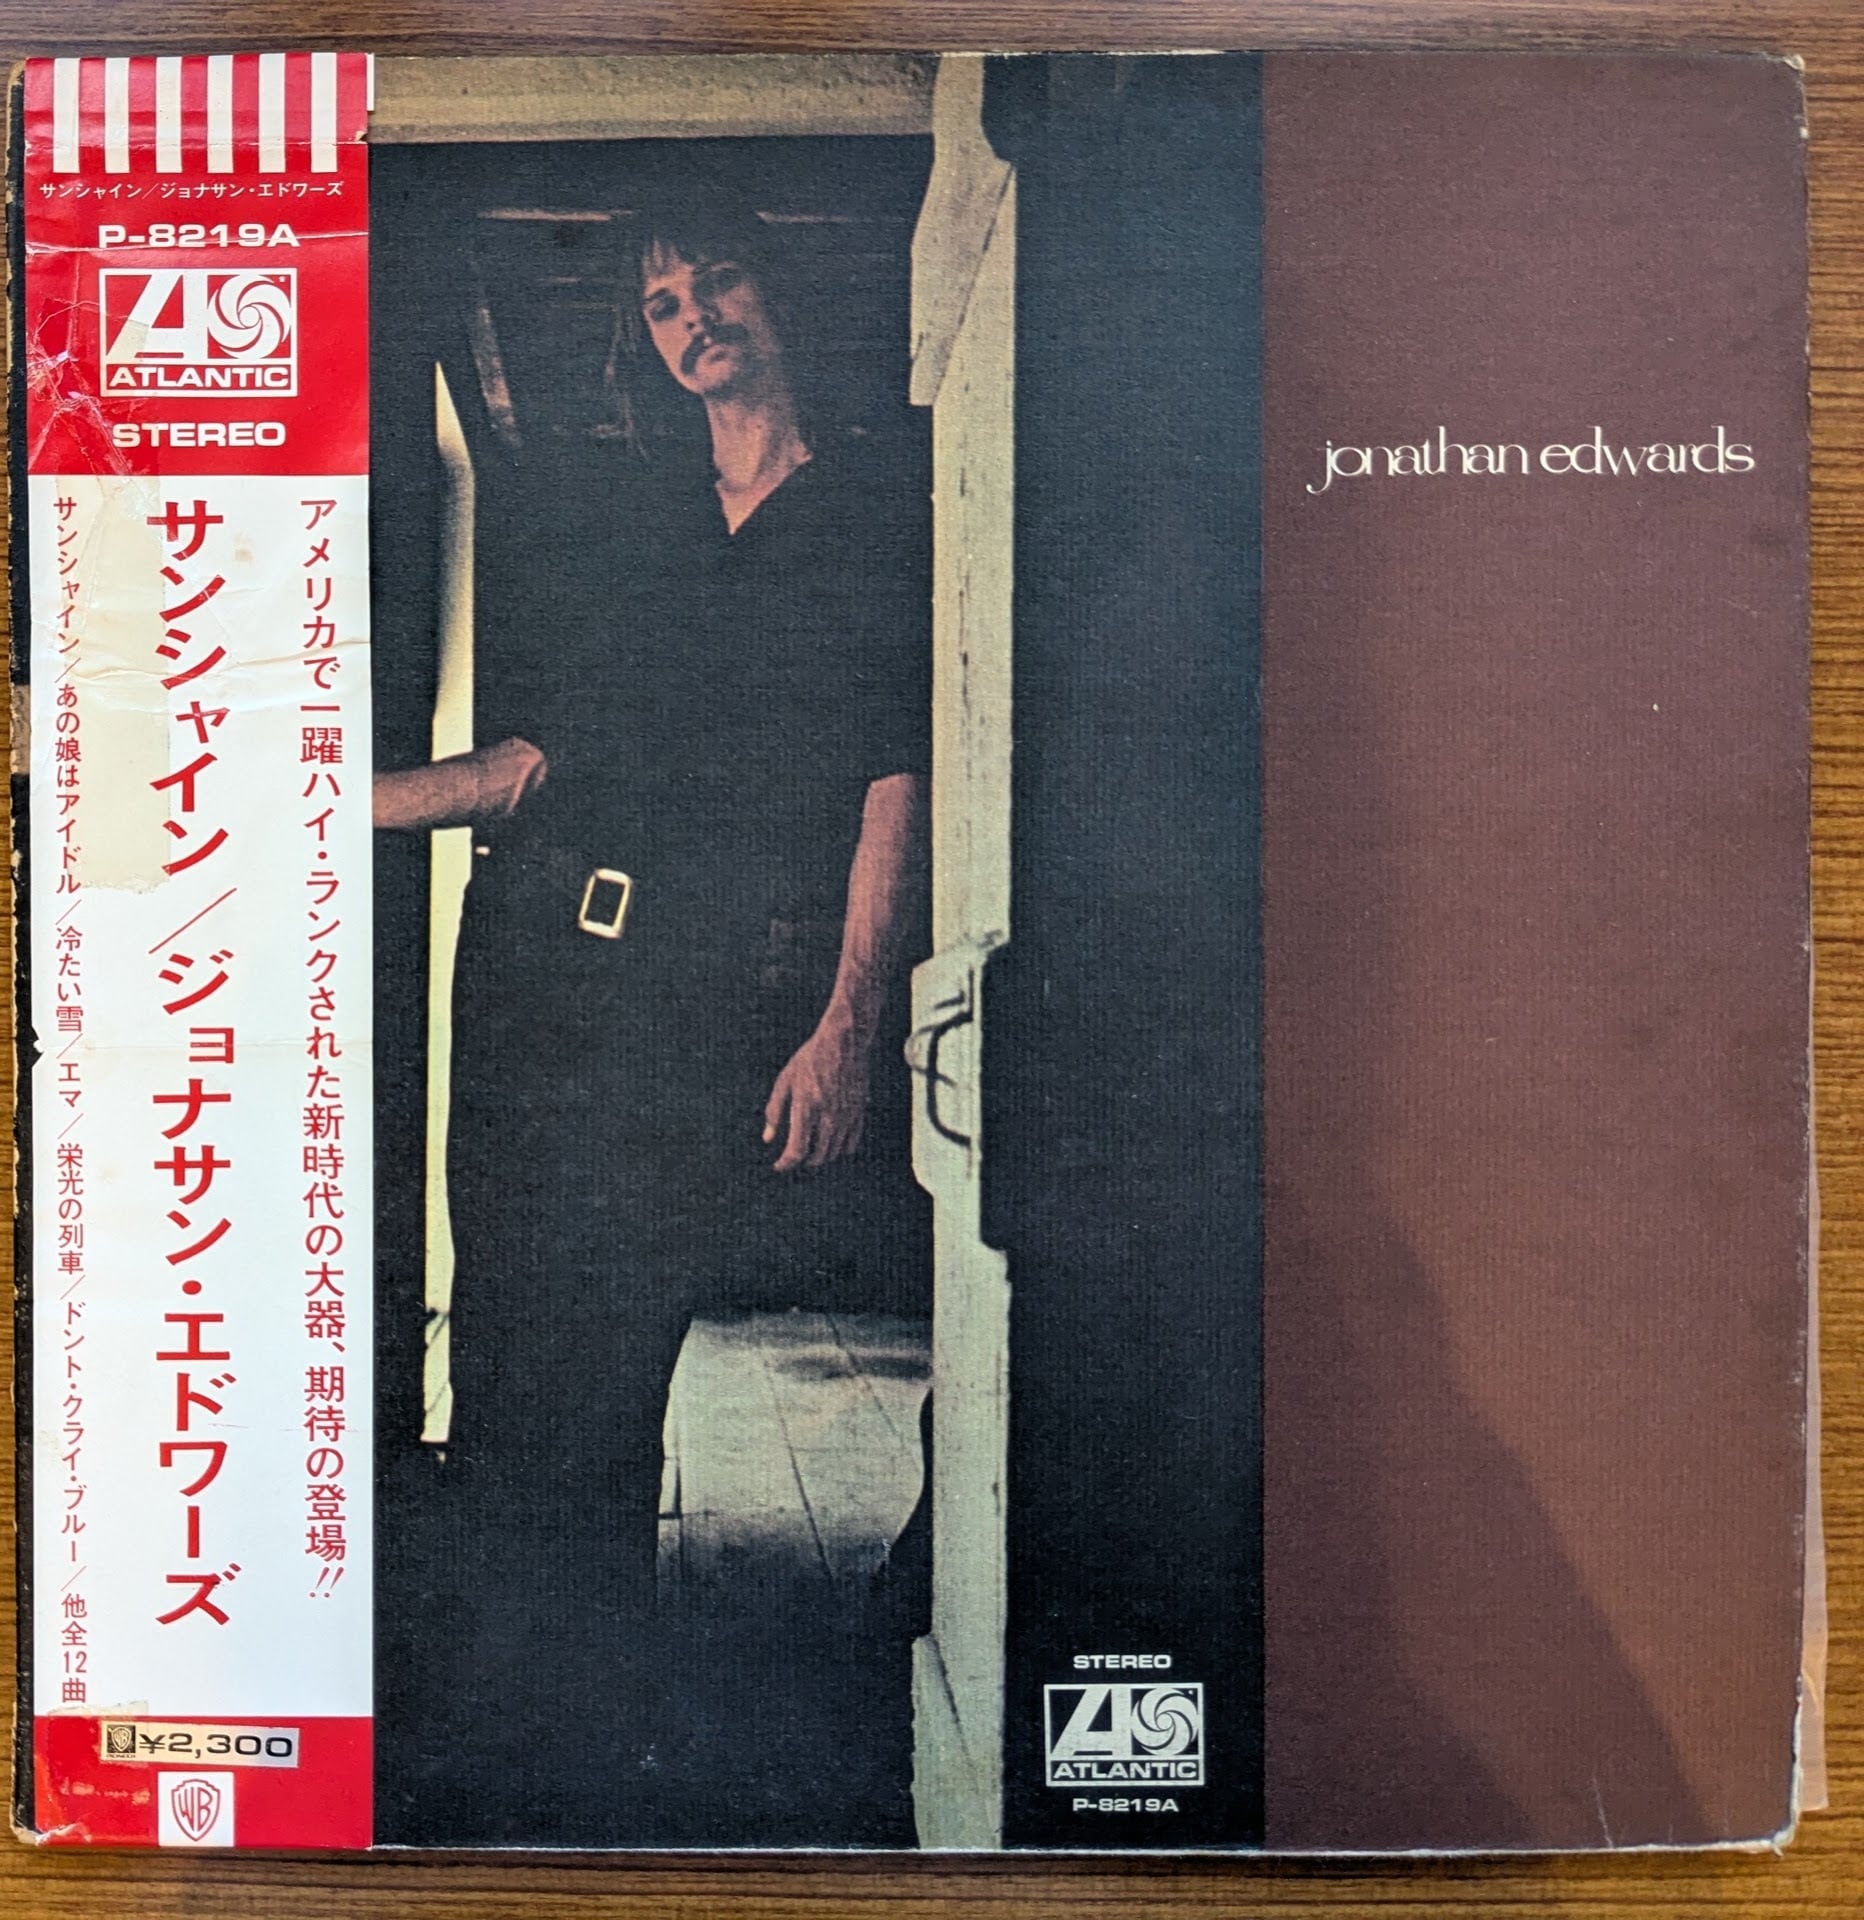 サンシャイン/ジョナサン・エドワーズ
P-8219A
ATLANTIC
STEREO
アメリカで一躍ハイ・ランクされた新時代の大器、期待の登場!!
サンシャイン/ジョナサン・エドワーズ
サンシャイン/あの娘はアイドル/冷たい雪/エマ/栄光の列車/ドント・クライ・ブルー/他全12曲
WB
PIONEER
¥2,300
WB
jonathan edwards
STEREO
ATLANTIC
P-8219A